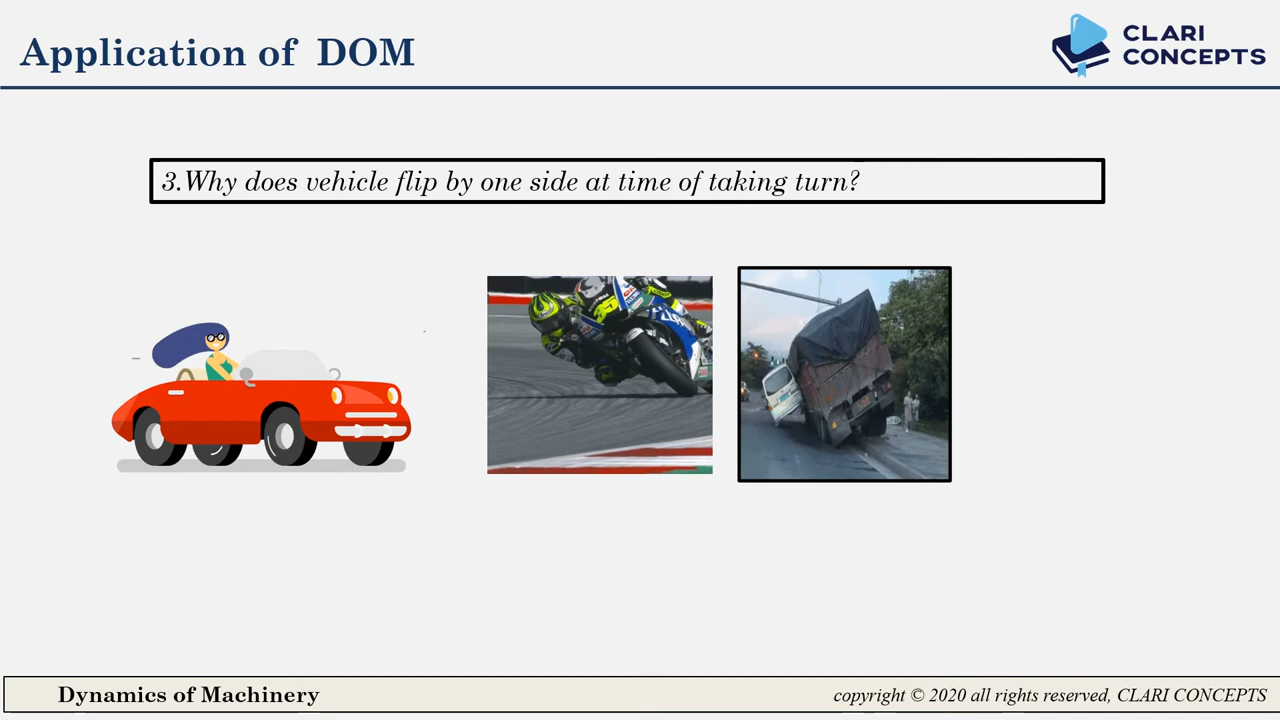 Application of  DOM
CLARI
CONCEPTS
3.Why does vehicle flip by one side at time of taking turn?
Dynamics of Machinery
copyright © 2020 all rights reserved, CLARI CONCEPTS